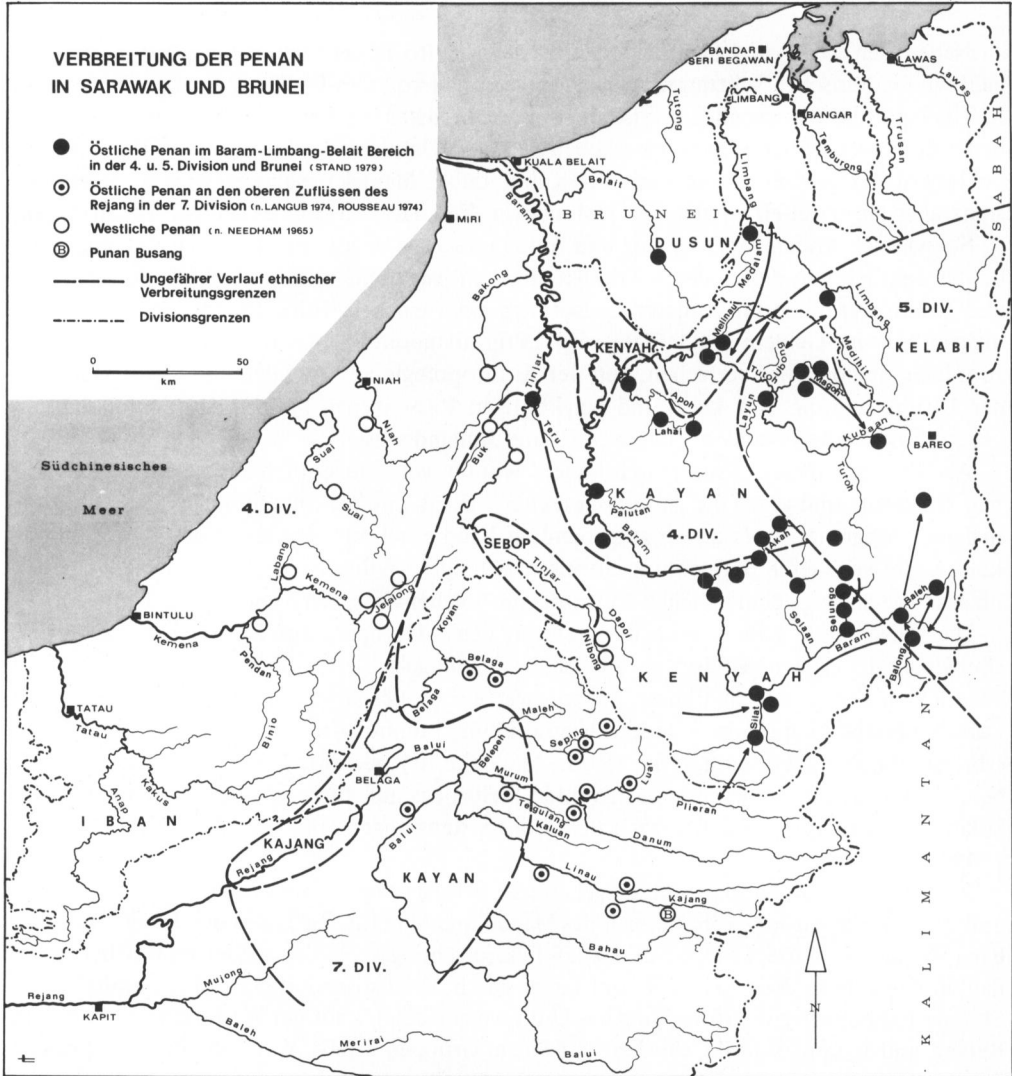 VERBREITUNG DER PENAN
IN SARAWAK UND BRUNEI
Östliche Penan im Baram-Limbang-Belait Bereich
in der 4. u. 5. Division und Brunei (STAND 1979)
Östliche Penan an den oberen Zuflüssen des
Rejang in der 7. Division (n. LANGUB 1974, ROUSSEAU 1974)
Westliche Penan (n. NEEDHAM 1965)
B Punan Busang
Ungefährer Verlauf ethnischer
Verbreitungsgrenzen
Divisionsgrenzen
0 50
km
BANDAR
SERI BEGAWAN
LAWAS
Lawas
LIMBANG
BANGAR
Tutong
Temburong
Trusan
SABAH
KUALA BELAIT
Belait
Limbang
BRUNEI
DUSUN
MIRI
Baram
Bakong
Medalam
Limbang
5. DIV.
KELABIT
Melinau
KENYAH
Tutoh
Ubong
Madihit
Magoh
Layun
Apoh
Lahai
Kubaan
BAREO
Tutoh
NIAH
Niah
Tinjar
Teru
Buk
Suai
Suai
Südchinesisches
Meer
4. DIV.
KAYAN
Palutan
Baram
4. DIV.
Akah
SEBOP
Tinjar
Labang
Kemena
Jelalong
Koyan
Dapoi
Nibong
Selaan
Selungo
Baleh
Baram
Balong
BINTULU
Kemena
Pendan
Belaga
Belaga
KENYAH
Silat
TATAU
Tatau
Binio
Maleh
Seping
Belepeh
Balui
Murum
Luar
Plieran
BELAGA
Anap
Kakus
IBAN
Tegulang
Kaluan
Danum
KAJANG
Rejang
Balui
KAYAN
Linau
Kajang
B
Bahau
7. DIV.
Mujong
Rejang
KAPIT
Baleh
Merirai
Balui
N
KALIMANTAN